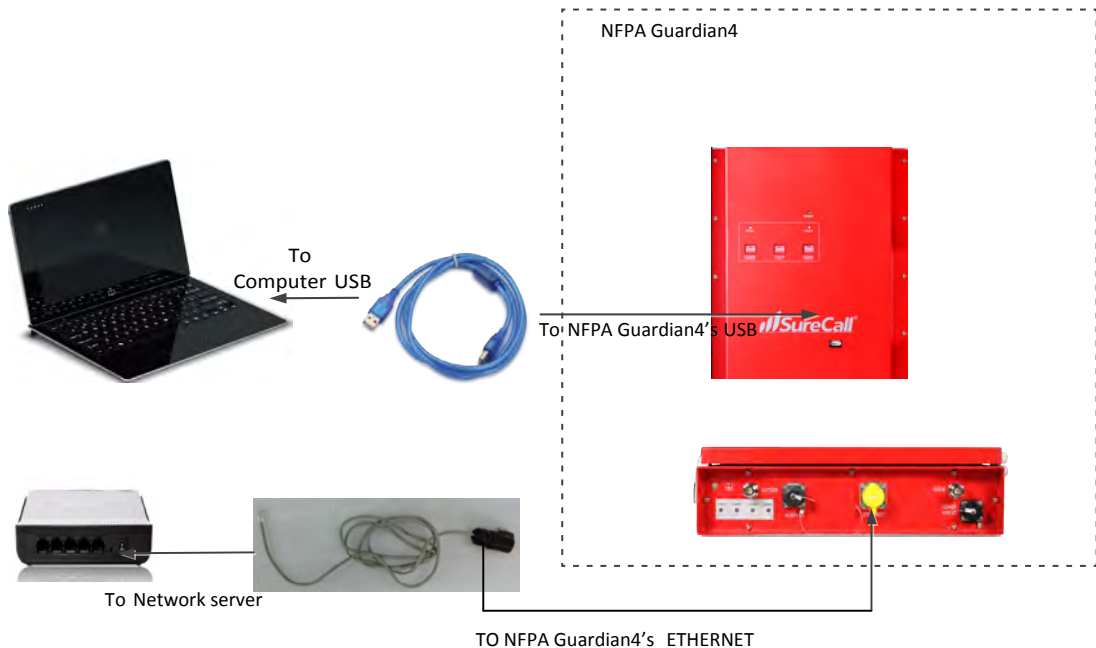 NFPA Guardian4
To
Computer USB
To NFPA Guardian4's USB
SureCall
To Network server
TO NFPA Guardian4's ETHERNET